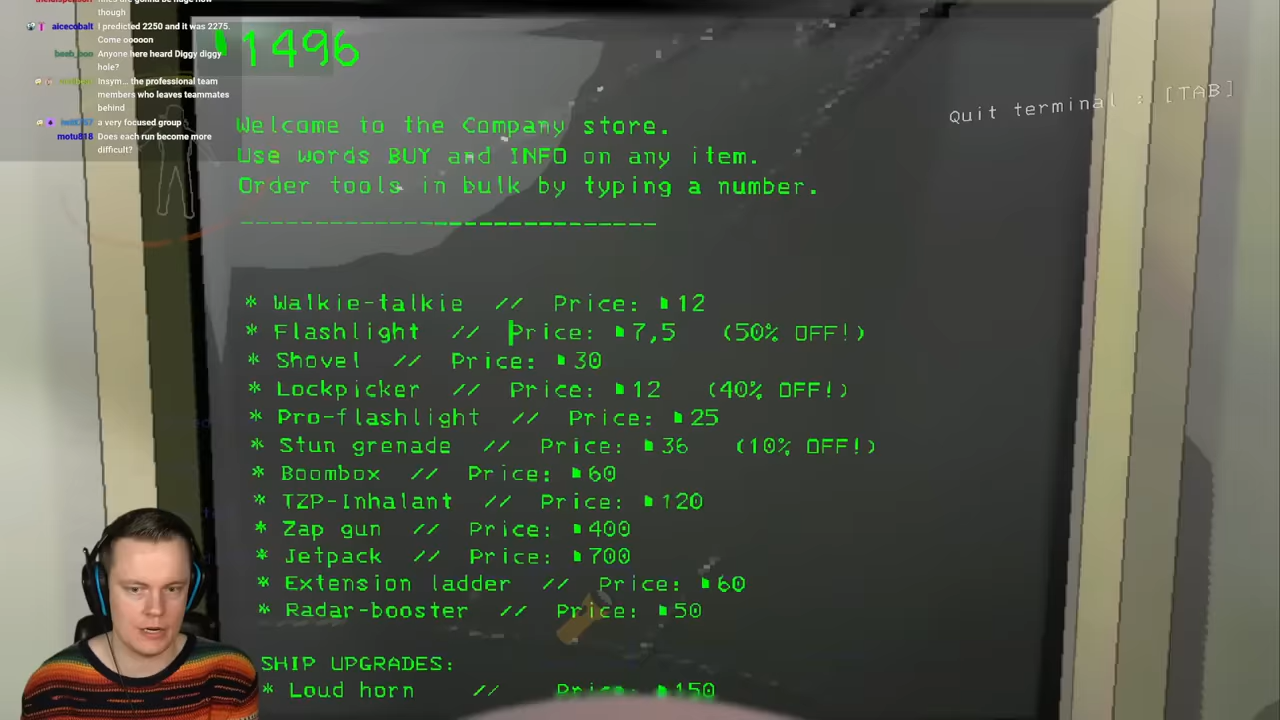 though
aicecobalt I predicted 2250 and it was 2275.
Come ooooon
Anyone here heard Diggy diggy
hole?
Insym... the professional team
members who leaves teammates
behind
a very focused group
motu818 Does each run become more
difficult?
1496
Quit terminal : [TAB]
Welcome to the Company store.
Use words BUY and INFO on any item.
Order tools in bulk by typing a number.
----------------------------
* Walkie-talkie // Price: ▮12
* Flashlight // Price: ▮7,5 (50% OFF!)
* Shovel // Price: ▮30
* Lockpicker // Price: ▮12 (40% OFF!)
* Pro-flashlight // Price: ▮25
* Stun grenade // Price: ▮36 (10% OFF!)
* Boombox // Price: ▮60
* TZP-Inhalant // Price: ▮120
* Zap gun // Price: ▮400
* Jetpack // Price: ▮700
* Extension ladder // Price: ▮60
* Radar-booster // Price: ▮50
SHIP UPGRADES:
* Loud horn // Price: ▮150